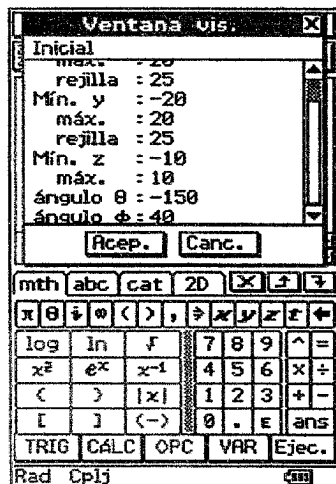 Ventana vis.
Inicial
máx. : 20
rejilla : 25
Mín. y : -20
máx. : 20
rejilla : 25
Mín. z : -10
máx. : 10
ángulo θ : -150
ángulo Φ : 40
Acep. Canc.
mth abc cat 2D
π θ i ∞ ( ) , ⇒ x y z t ←
log ln √ 7 8 9 ^ =
x² eˣ x⁻¹ 4 5 6 × ÷
( ) |x| 1 2 3 + −
[ ] (−) 0 . E ans
TRIG CÁLC OPC VAR Ejec.
Rad Cplj